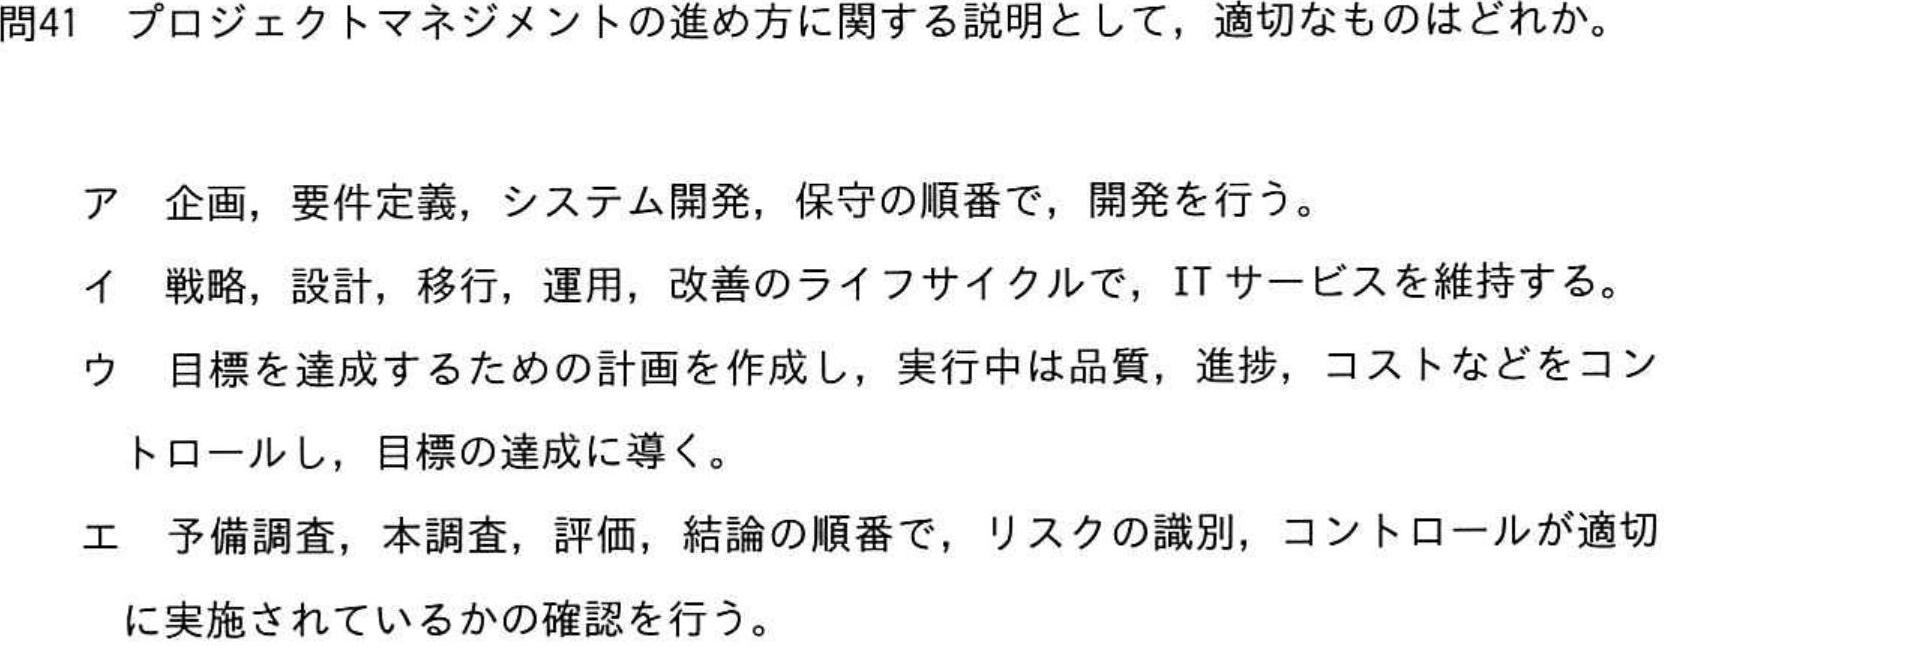 問41　プロジェクトマネジメントの進め方に関する説明として，適切なものはどれか。
ア　企画，要件定義，システム開発，保守の順番で，開発を行う。
イ　戦略，設計，移行，運用，改善のライフサイクルで，ITサービスを維持する。
ウ　目標を達成するための計画を作成し，実行中は品質，進捗，コストなどをコン
トロールし，目標の達成に導く。
エ　予備調査，本調査，評価，結論の順番で，リスクの識別，コントロールが適切
に実施されているかの確認を行う。